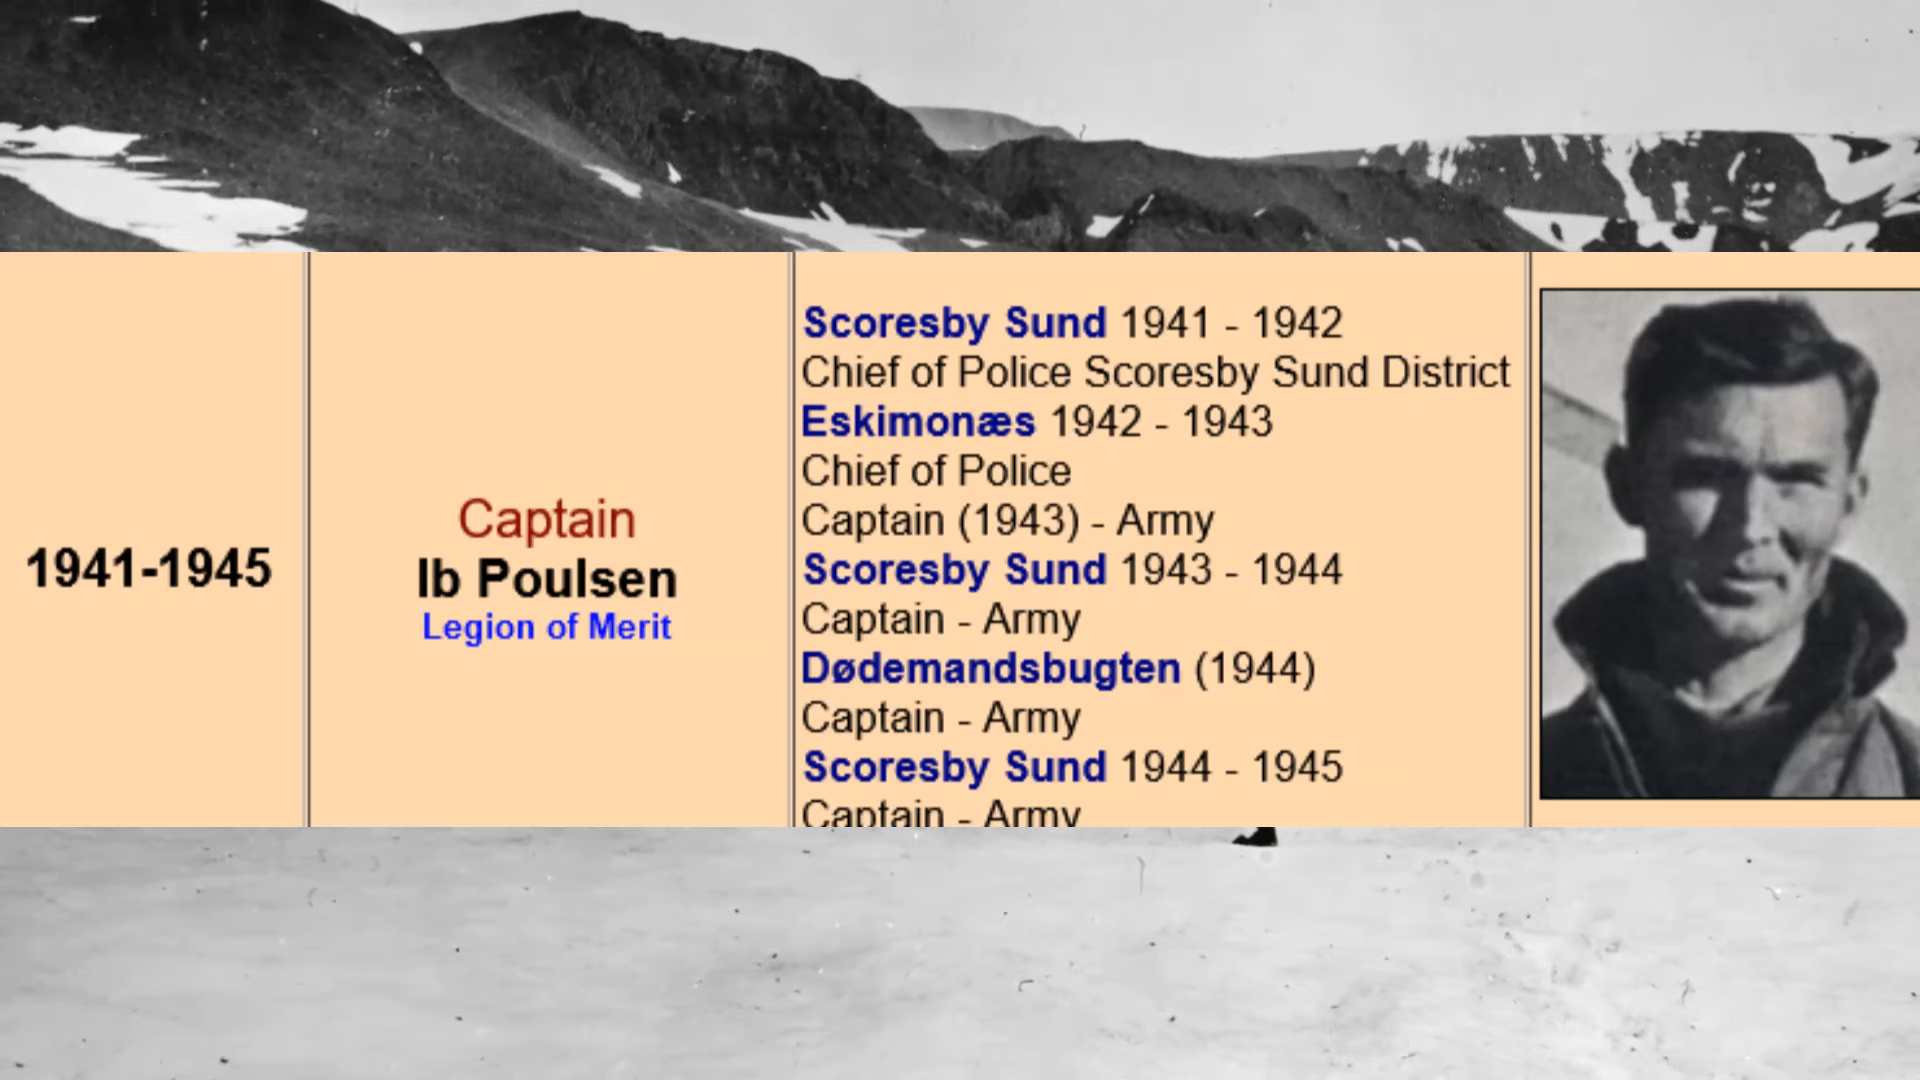 1941-1945
Captain
Ib Poulsen
Legion of Merit
Scoresby Sund 1941 - 1942
Chief of Police Scoresby Sund District
Eskimonæs 1942 - 1943
Chief of Police
Captain (1943) - Army
Scoresby Sund 1943 - 1944
Captain - Army
Dødemandsbugten (1944)
Captain - Army
Scoresby Sund 1944 - 1945
Captain - Army